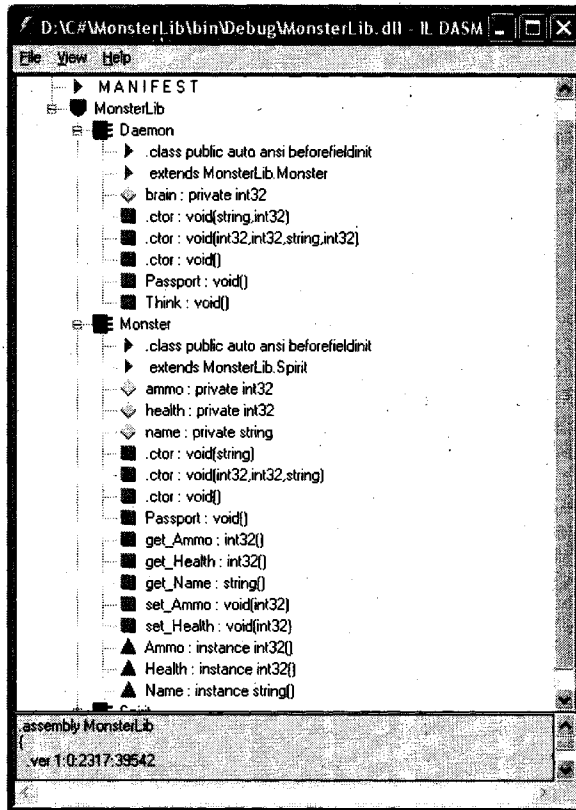 D:\C#\MonsterLib\bin\Debug\MonsterLib.dll - IL DASM
File View Help
MANIFEST
MonsterLib
Daemon
.class public auto ansi beforefieldinit
extends MonsterLib.Monster
brain : private int32
.ctor : void(string,int32)
.ctor : void(int32,int32,string,int32)
.ctor : void()
Passport : void()
Think : void()
Monster
.class public auto ansi beforefieldinit
extends MonsterLib.Spirit
ammo : private int32
health : private int32
name : private string
.ctor : void(string)
.ctor : void(int32,int32,string)
.ctor : void()
Passport : void()
get_Ammo : int32()
get_Health : int32()
get_Name : string()
set_Ammo : void(int32)
set_Health : void(int32)
Ammo : instance int32()
Health : instance int32()
Name : instance string()
.assembly MonsterLib
{
.ver 1:0:2317:39542